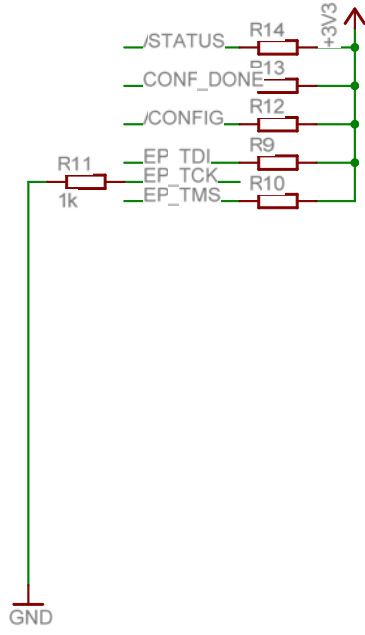 +3V3
/STATUS
R14
CONF_DONE
R13
/CONFIG
R12
EP_TDI
R9
R11
EP_TCK
1k
EP_TMS
R10
GND